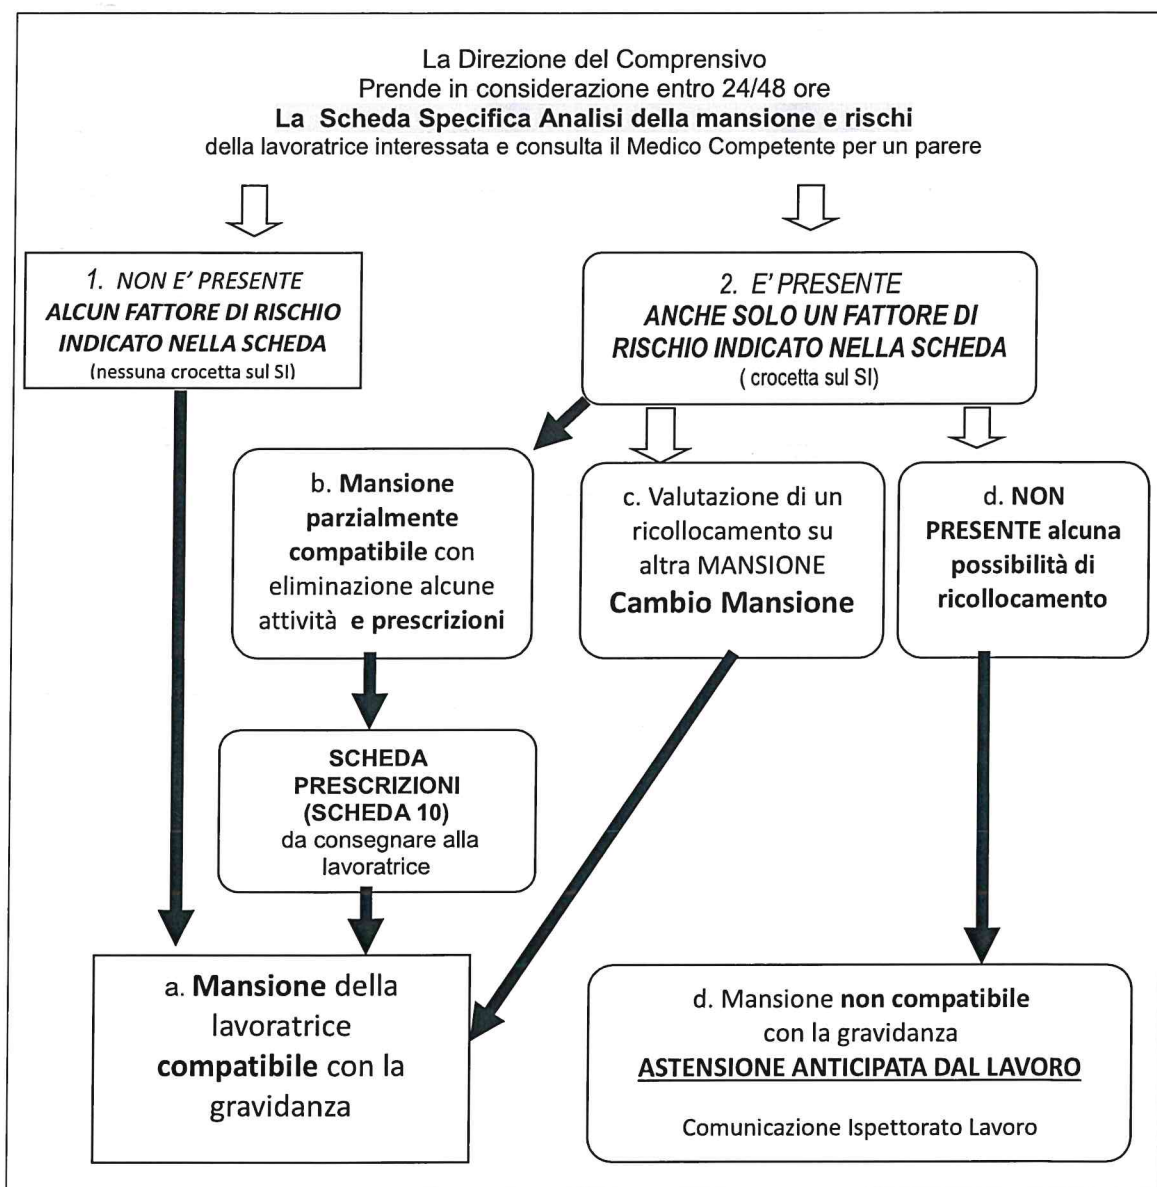 La Direzione del Comprensivo
Prende in considerazione entro 24/48 ore
La Scheda Specifica Analisi della mansione e rischi
della lavoratrice interessata e consulta il Medico Competente per un parere
1. NON E' PRESENTE
ALCUN FATTORE DI RISCHIO
INDICATO NELLA SCHEDA
(nessuna crocetta sul SI)
2. E' PRESENTE
ANCHE SOLO UN FATTORE DI
RISCHIO INDICATO NELLA SCHEDA
( crocetta sul SI)
b. Mansione
parzialmente
compatibile con
eliminazione alcune
attività e prescrizioni
c. Valutazione di un
ricollocamento su
altra MANSIONE
Cambio Mansione
d. NON
PRESENTE alcuna
possibilità di
ricollocamento
SCHEDA
PRESCRIZIONI
(SCHEDA 10)
da consegnare alla
lavoratrice
a. Mansione della
lavoratrice
compatibile con la
gravidanza
d. Mansione non compatibile
con la gravidanza
ASTENSIONE ANTICIPATA DAL LAVORO
Comunicazione Ispettorato Lavoro